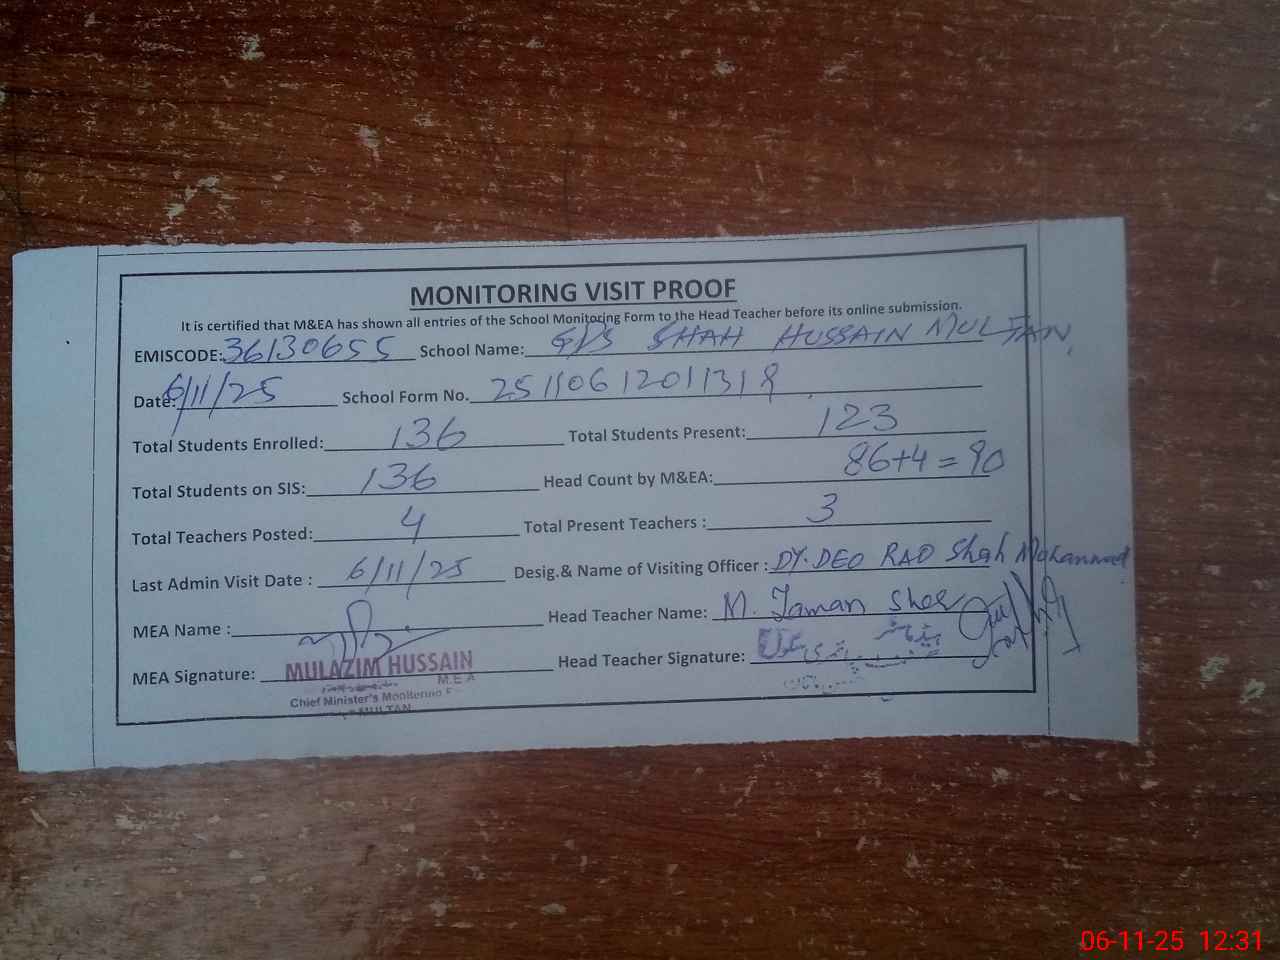 MONITORING VISIT PROOF
It is certified that M&EA has shown all entries of the School Monitoring Form to the Head Teacher before its online submission.
EMISCODE: 36130655 School Name: GPS SHAH HUSSAIN MULTAN,
Date: 6/11/25 School Form No. 25110612011318
Total Students Enrolled: 136 Total Students Present: 123
Total Students on SIS: 136 Head Count by M&EA: 86+4=90
Total Teachers Posted: 4 Total Present Teachers : 3
Last Admin Visit Date : 6/11/25 Desig.& Name of Visiting Officer : DY.DEO RAO Shah Mohammad
MEA Name : Head Teacher Name: M. Zaman Sher
MEA Signature: MULAZIM HUSSAIN Head Teacher Signature:
M.E.A
Chief Minister's Monitoring F
MULTAN
06-11-25 12:31